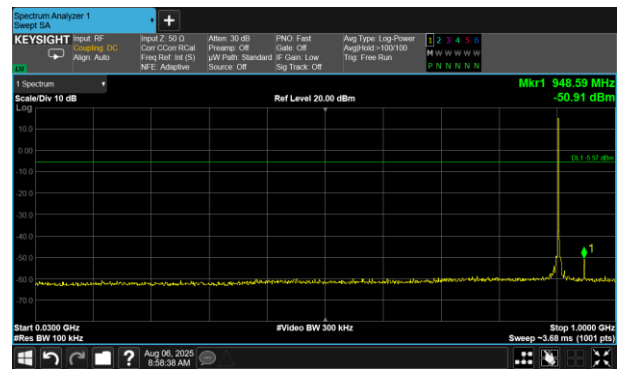 Spectrum Analyzer 1
Swept SA
KEYSIGHT
Input: RF
Coupling: DC
Align: Auto
Input Z: 50 Ω
Corr CCorr RCal
Freq Ref: Int (S)
NFE: Adaptive
Atten: 30 dB
Preamp: Off
µW Path: Standard
Source: Off
PNO: Fast
Gate: Off
IF Gain: Low
Sig Track: Off
Avg Type: Log-Power
Avg|Hold:>100/100
Trig: Free Run
1 2 3 4 5 6
M W W W W W
P N N N N N
1 Spectrum
Mkr1 948.59 MHz
-50.91 dBm
Scale/Div 10 dB
Ref Level 20.00 dBm
Log
10.0
0.00
DL1 -5.57 dBm
-10.0
-20.0
-30.0
-40.0
1
-50.0
-60.0
-70.0
Start 0.0300 GHz
#Video BW 300 kHz
Stop 1.0000 GHz
#Res BW 100 kHz
Sweep ~3.68 ms (1001 pts)
?
Aug 06, 2025
8:58:38 AM